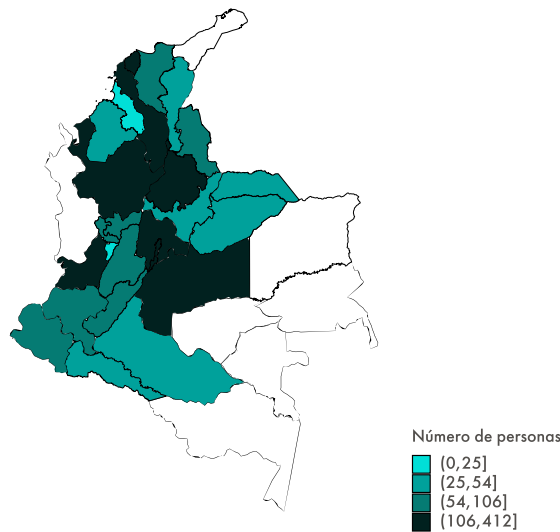 Número de personas
(0,25]
(25,54]
(54,106]
(106,412]